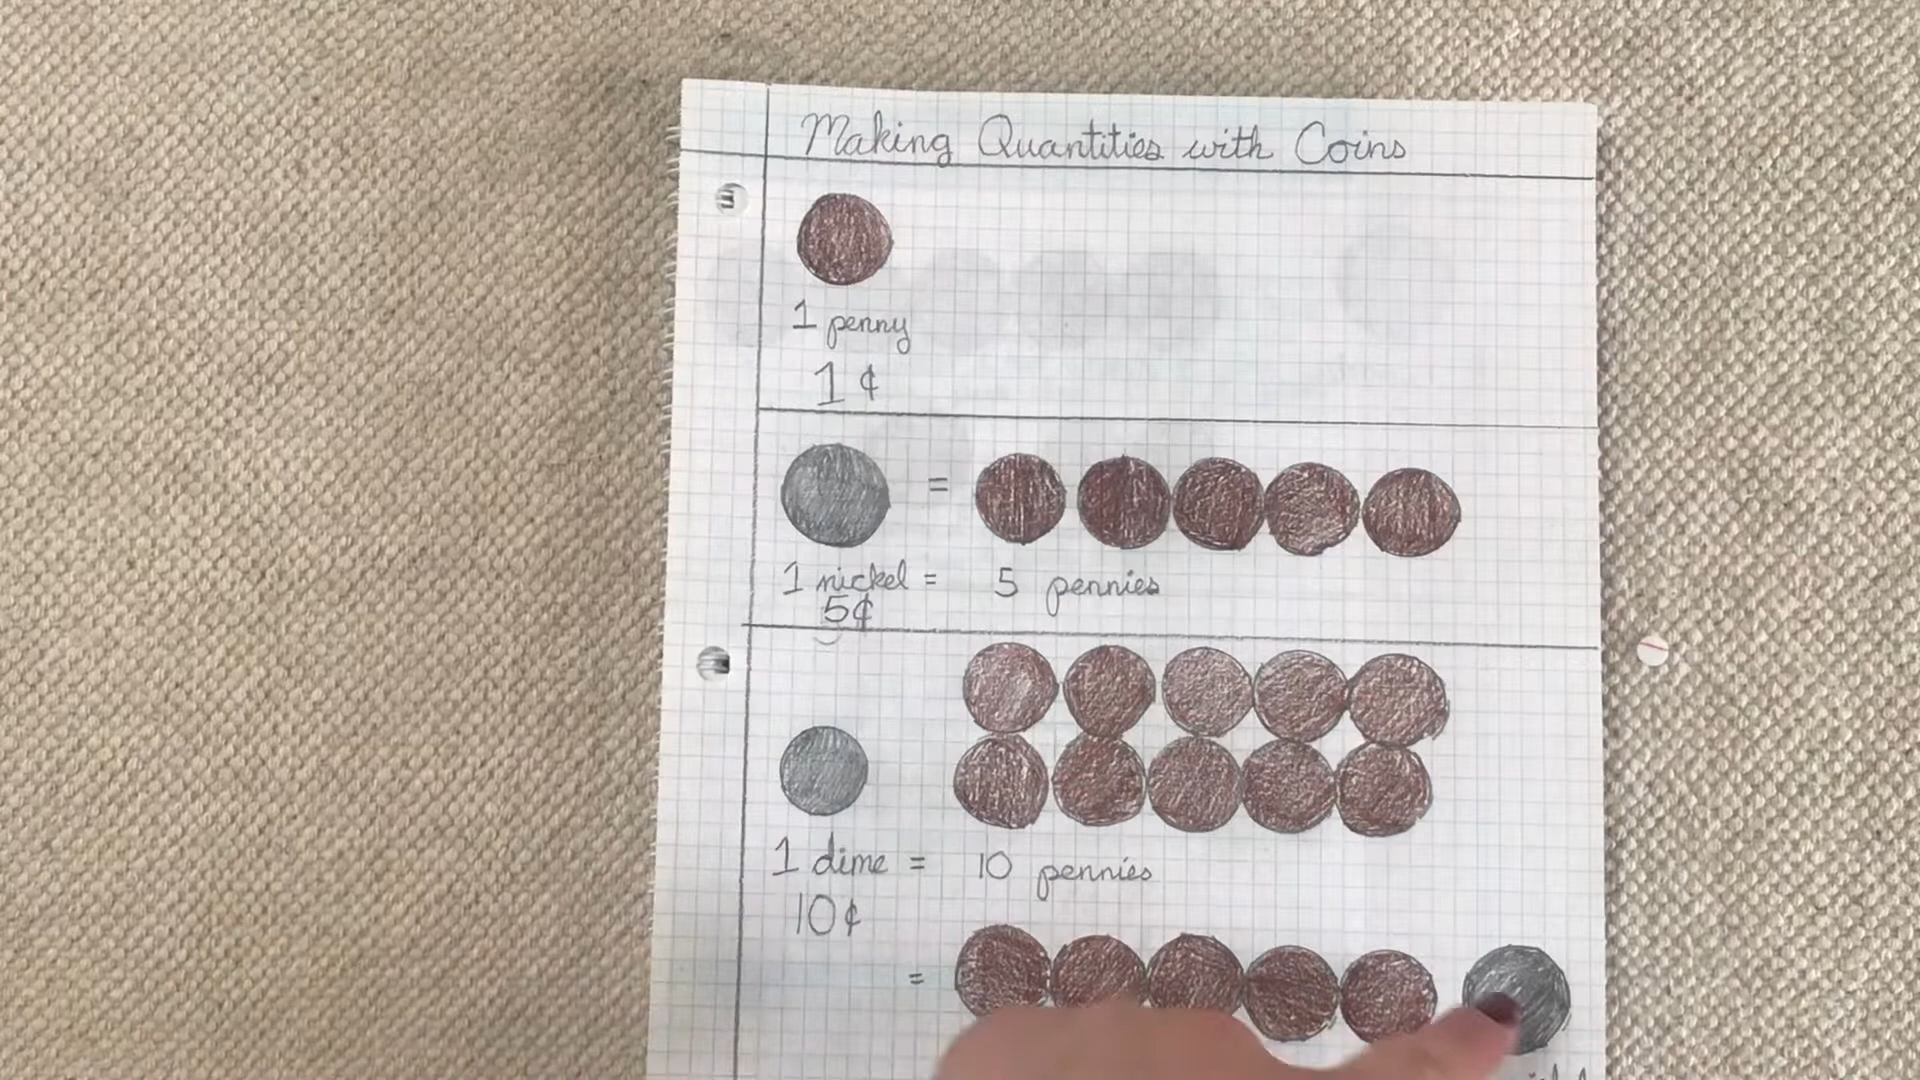 Making Quantities with Coins
1 penny
1 ¢
=
1 nickel = 5 pennies
5¢
1 dime = 10 pennies
10¢
=